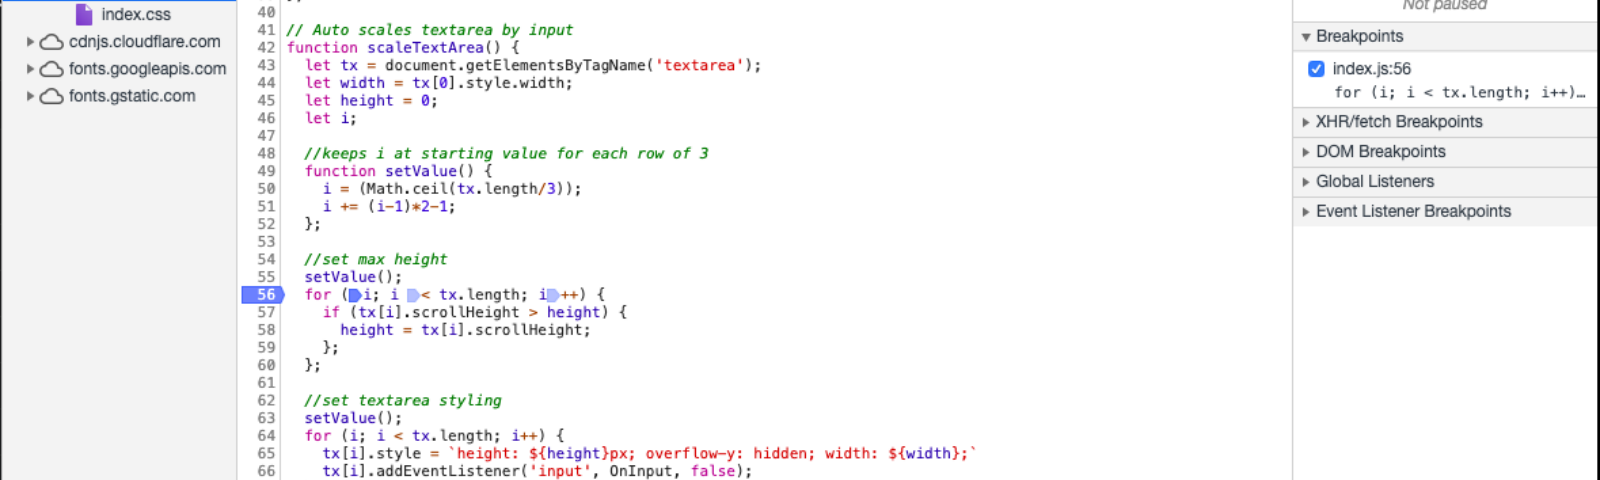 index.css
cdnjs.cloudflare.com
fonts.googleapis.com
fonts.gstatic.com
40
41 // Auto scales textarea by input
42 function scaleTextArea() {
43 let tx = document.getElementsByTagName('textarea');
44 let width = tx[0].style.width;
45 let height = 0;
46 let i;
47
48 //keeps i at starting value for each row of 3
49 function setValue() {
50 i = (Math.ceil(tx.length/3));
51 i += (i-1)*2-1;
52 };
53
54 //set max height
55 setValue();
56 for (i; i < tx.length; i++) {
57 if (tx[i].scrollHeight > height) {
58 height = tx[i].scrollHeight;
59 };
60 };
61
62 //set textarea styling
63 setValue();
64 for (i; i < tx.length; i++) {
65 tx[i].style = `height: ${height}px; overflow-y: hidden; width: ${width};`
66 tx[i].addEventListener('input', OnInput, false);
Not paused
Breakpoints
index.js:56
for (i; i < tx.length; i++)…
XHR/fetch Breakpoints
DOM Breakpoints
Global Listeners
Event Listener Breakpoints